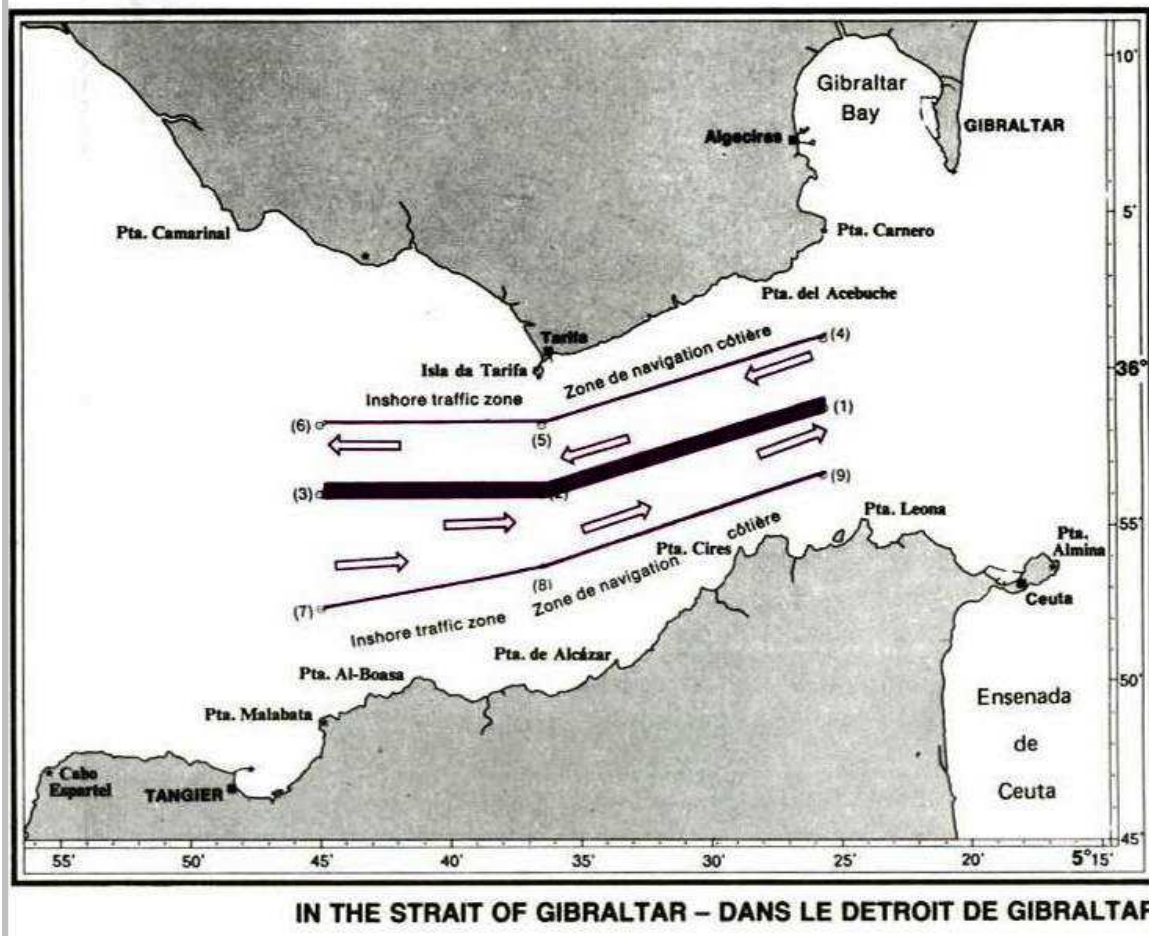 10'
Gibraltar
Bay
GIBRALTAR
Algeciras
5'
Pta. Camarinal
Pta. Carnero
Pta. del Acebuche
Tarifa
(4)
36°
Isla da Tarifa
Zone de navigation côtière
Inshore traffic zone
(1)
(6)
(5)
(3)
(2)
(9)
Pta. Leona
55'
Pta.
Almina
Pta. Cires
côtière
(8)
Zone de navigation
Ceuta
(7)
Inshore traffic zone
Pta. de Alcázar
Pta. Al-Boasa
50'
Pta. Malabata
Ensenada
de
Ceuta
Cabo
Espartel
TANGIER
45'
55'
50'
45'
40'
35'
30'
25'
20'
5°15'
IN THE STRAIT OF GIBRALTAR – DANS LE DETROIT DE GIBRALTAR